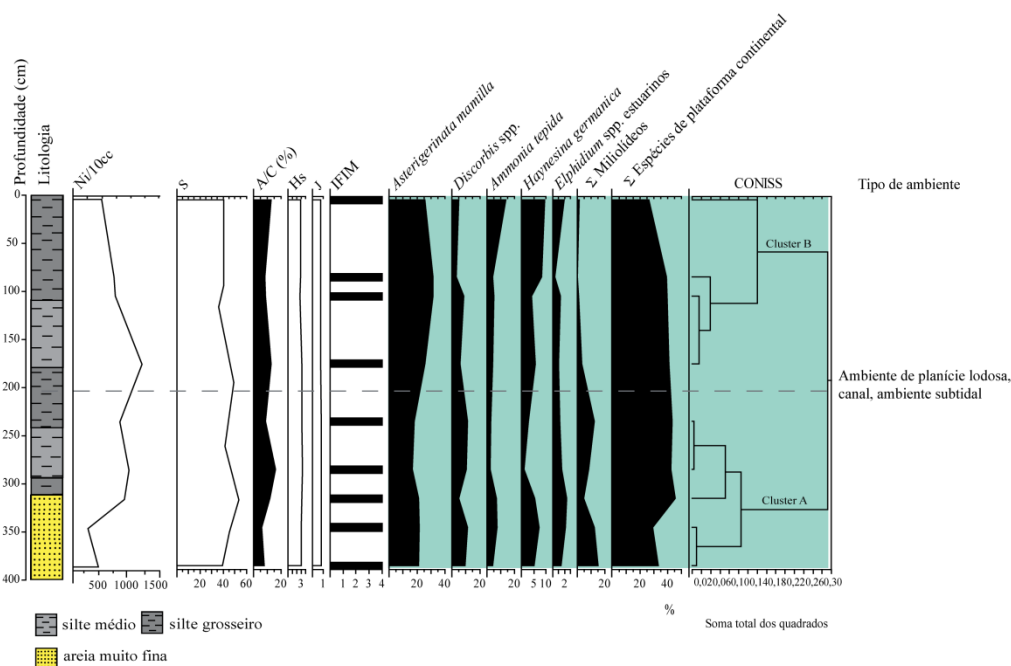 Profundidade (cm)
Litologia
Ni/10cc
S
A/C (%)
Hs
J
IFIM
Asterigerinata mamilla
Discorbis spp.
Ammonia tepida
Haynesina germanica
Elphidium spp. estuarinos
Σ Miliolídeos
Σ Espécies de plataforma continental
CONISS
Tipo de ambiente
0
50
100
150
200
250
300
350
400
Cluster B
Cluster A
Ambiente de planície lodosa,
canal, ambiente subtidal
500 1000 1500
20 40 60
20
3
1
1 2 3 4
20 40
20
20
5 10
2
20
20 40
0,020,060,100,140,180,220,260,30
%
Soma total dos quadrados
silte médio
silte grosseiro
areia muito fina